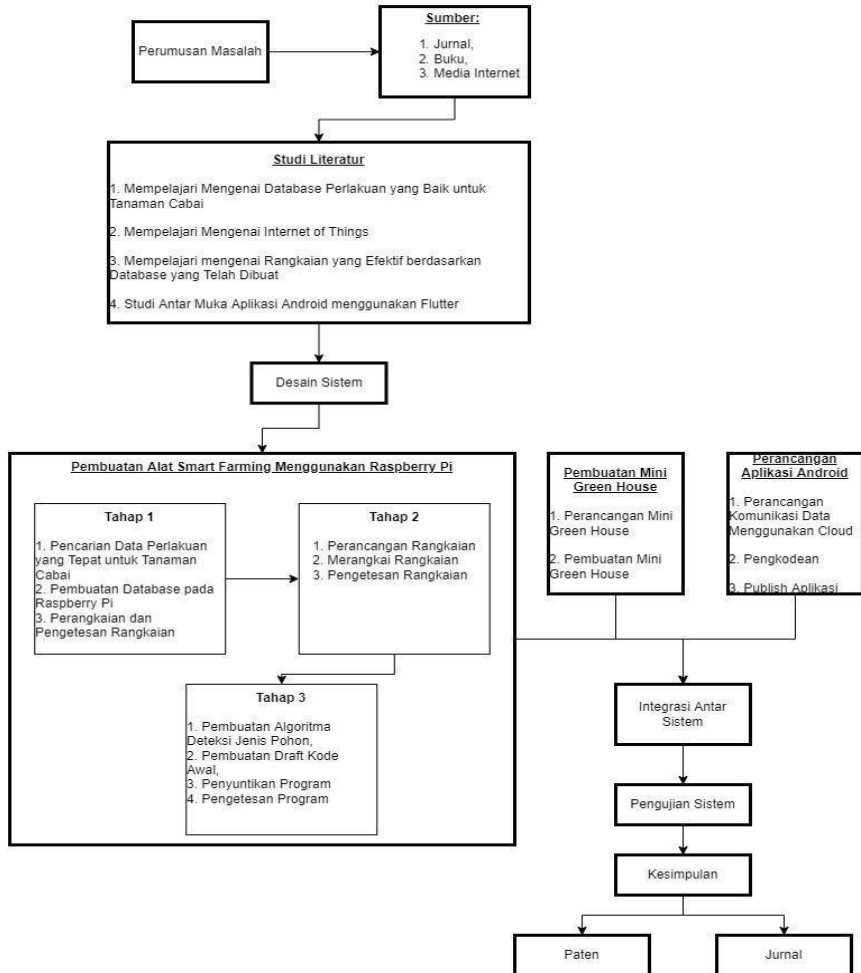 Perumusan Masalah
Sumber:
1. Jurnal,
2. Buku,
3. Media Internet
Studi Literatur
1. Mempelajari Mengenai Database Perlakuan yang Baik untuk
Tanaman Cabai
2. Mempelajari Mengenai Internet of Things
3. Mempelajari mengenai Rangkaian yang Efektif berdasarkan
Database yang Telah Dibuat
4. Studi Antar Muka Aplikasi Android menggunakan Flutter
Desain Sistem
Pembuatan Alat Smart Farming Menggunakan Raspberry Pi
Tahap 1
1. Pencarian Data Perlakuan
yang Tepat untuk Tanaman
Cabai
2. Pembuatan Database pada
Raspberry Pi
3. Perangkaian dan
Pengetesan Rangkaian
Tahap 2
1. Perancangan Rangkaian
2. Merangkai Rangkaian
3. Pengetesan Rangkaian
Tahap 3
1. Pembuatan Algoritma
Deteksi Jenis Pohon,
2. Pembuatan Draft Kode
Awal,
3. Penyuntikan Program
4. Pengetesan Program
Pembuatan Mini
Green House
1. Perancangan Mini
Green House
2. Pembuatan Mini
Green House
Perancangan
Aplikasi Android
1. Perancangan
Komunikasi Data
Menggunakan Cloud
2. Pengkodean
3. Publish Aplikasi
Integrasi Antar
Sistem
Pengujian Sistem
Kesimpulan
Paten
Jurnal